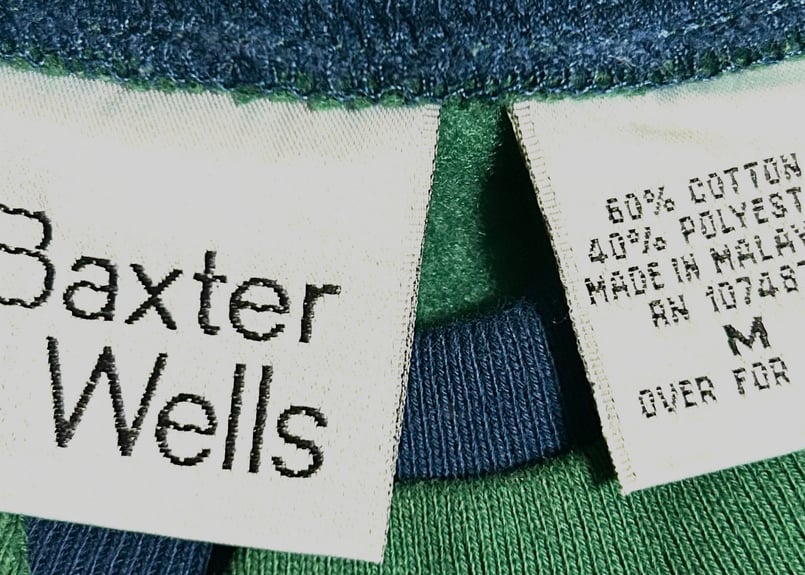 Baxter
Wells
60% COTTON
40% POLYEST
MADE IN MALAY
RN 10748
M
OVER FOR